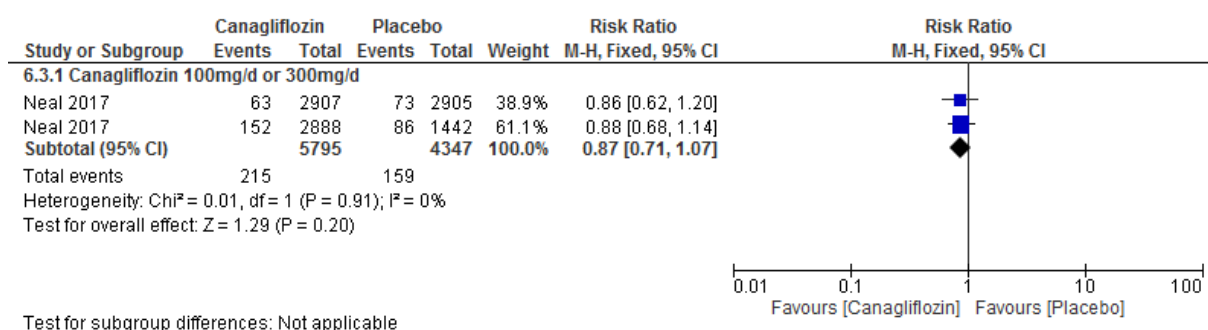 Canagliflozin Placebo Risk Ratio Risk Ratio
Study or Subgroup Events Total Events Total Weight M-H, Fixed, 95% CI M-H, Fixed, 95% CI
6.3.1 Canagliflozin 100mg/d or 300mg/d
Neal 2017 63 2907 73 2905 38.9% 0.86 [0.62, 1.20]
Neal 2017 152 2888 86 1442 61.1% 0.88 [0.68, 1.14]
Subtotal (95% CI) 5795 4347 100.0% 0.87 [0.71, 1.07]
Total events 215 159
Heterogeneity: Chi² = 0.01, df = 1 (P = 0.91); I² = 0%
Test for overall effect: Z = 1.29 (P = 0.20)
0.01 0.1 1 10 100
Favours [Canagliflozin] Favours [Placebo]
Test for subgroup differences: Not applicable